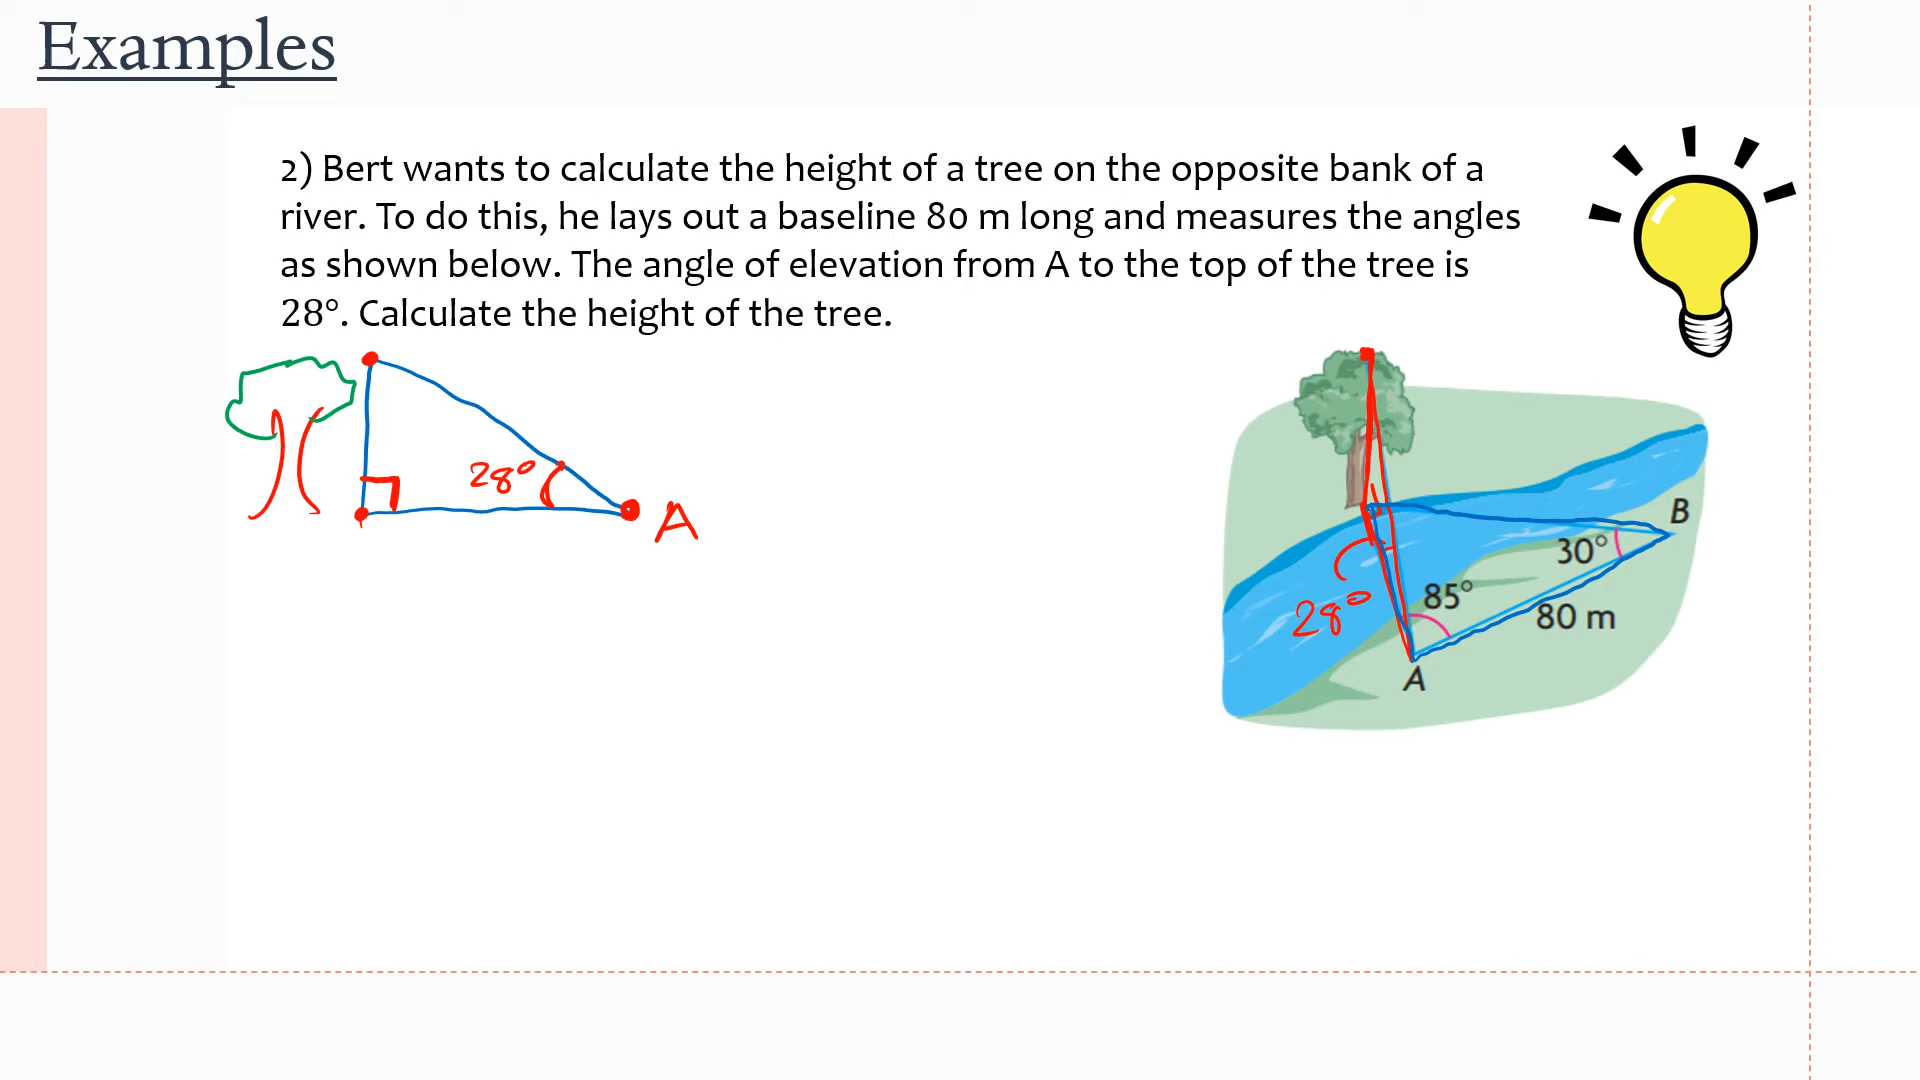 Examples
2) Bert wants to calculate the height of a tree on the opposite bank of a
river. To do this, he lays out a baseline 80 m long and measures the angles
as shown below. The angle of elevation from A to the top of the tree is
28°. Calculate the height of the tree.
28°
A
B
30°
85°
28°
80 m
A